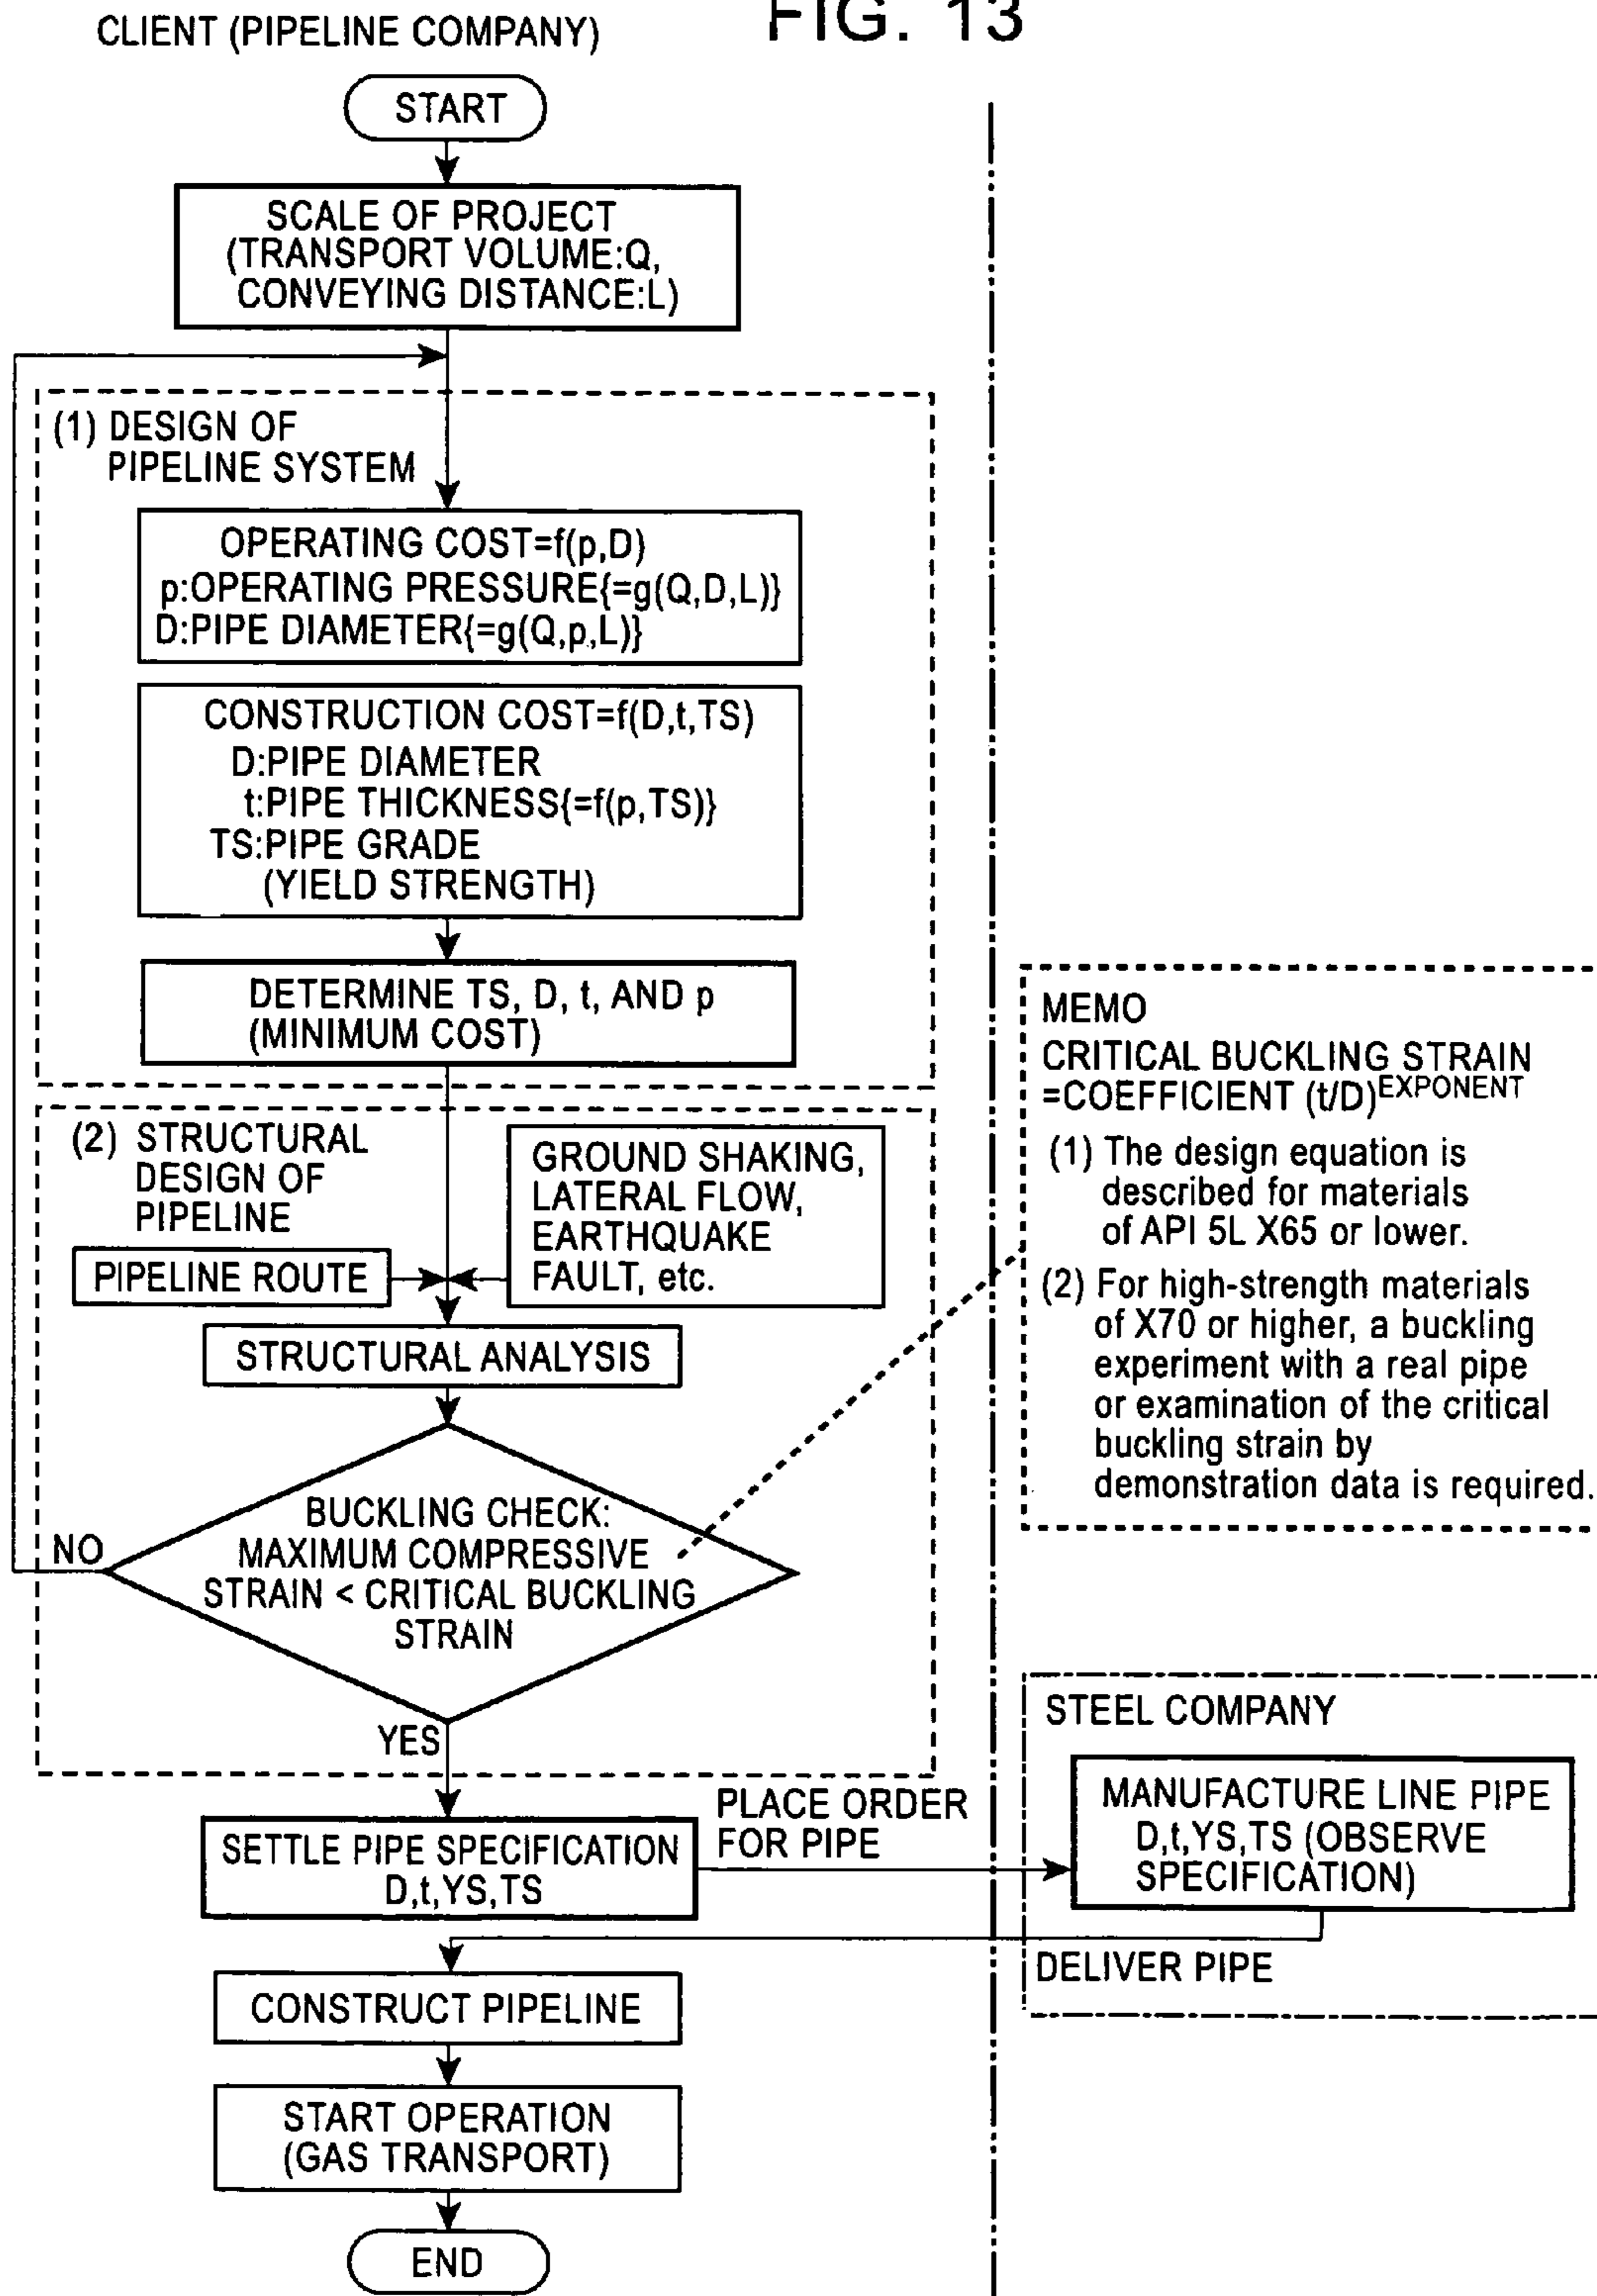 FIG. 13
CLIENT (PIPELINE COMPANY)
START
SCALE OF PROJECT
(TRANSPORT VOLUME:Q,
CONVEYING DISTANCE:L)
(1) DESIGN OF
PIPELINE SYSTEM
OPERATING COST=f(p,D)
p:OPERATING PRESSURE{=g(Q,D,L)}
D:PIPE DIAMETER{=g(Q,p,L)}
CONSTRUCTION COST=f(D,t,TS)
D:PIPE DIAMETER
t:PIPE THICKNESS{=f(p,TS)}
TS:PIPE GRADE
(YIELD STRENGTH)
DETERMINE TS, D, t, AND p
(MINIMUM COST)
(2) STRUCTURAL
DESIGN OF
PIPELINE
GROUND SHAKING,
LATERAL FLOW,
EARTHQUAKE
FAULT, etc.
PIPELINE ROUTE
STRUCTURAL ANALYSIS
BUCKLING CHECK:
MAXIMUM COMPRESSIVE
STRAIN < CRITICAL BUCKLING
STRAIN
NO
YES
MEMO
CRITICAL BUCKLING STRAIN
=COEFFICIENT (t/D)EXPONENT
(1) The design equation is
described for materials
of API 5L X65 or lower.
(2) For high-strength materials
of X70 or higher, a buckling
experiment with a real pipe
or examination of the critical
buckling strain by
demonstration data is required.
SETTLE PIPE SPECIFICATION
D,t,YS,TS
PLACE ORDER
FOR PIPE
STEEL COMPANY
MANUFACTURE LINE PIPE
D,t,YS,TS (OBSERVE
SPECIFICATION)
DELIVER PIPE
CONSTRUCT PIPELINE
START OPERATION
(GAS TRANSPORT)
END